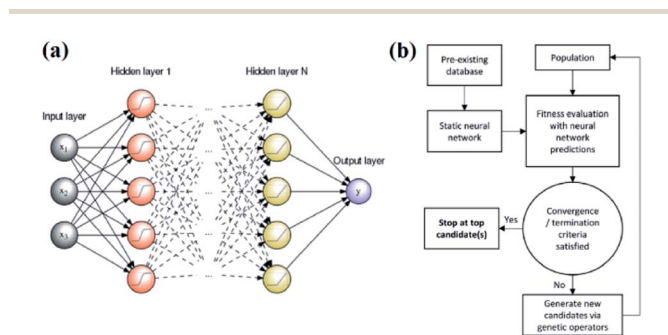 (a)
Hidden layer 1
Hidden layer N
Input layer
Output layer
x₁
x₂
x₃
...
...
...
...
...
y
(b)
Pre-existing
database
Population
Static neural
network
Fitness evaluation
with neural
network
predictions
Stop at top
candidate(s)
Yes
Convergence
/ termination
criteria
satisfied
No
Generate new
candidates via
genetic operators